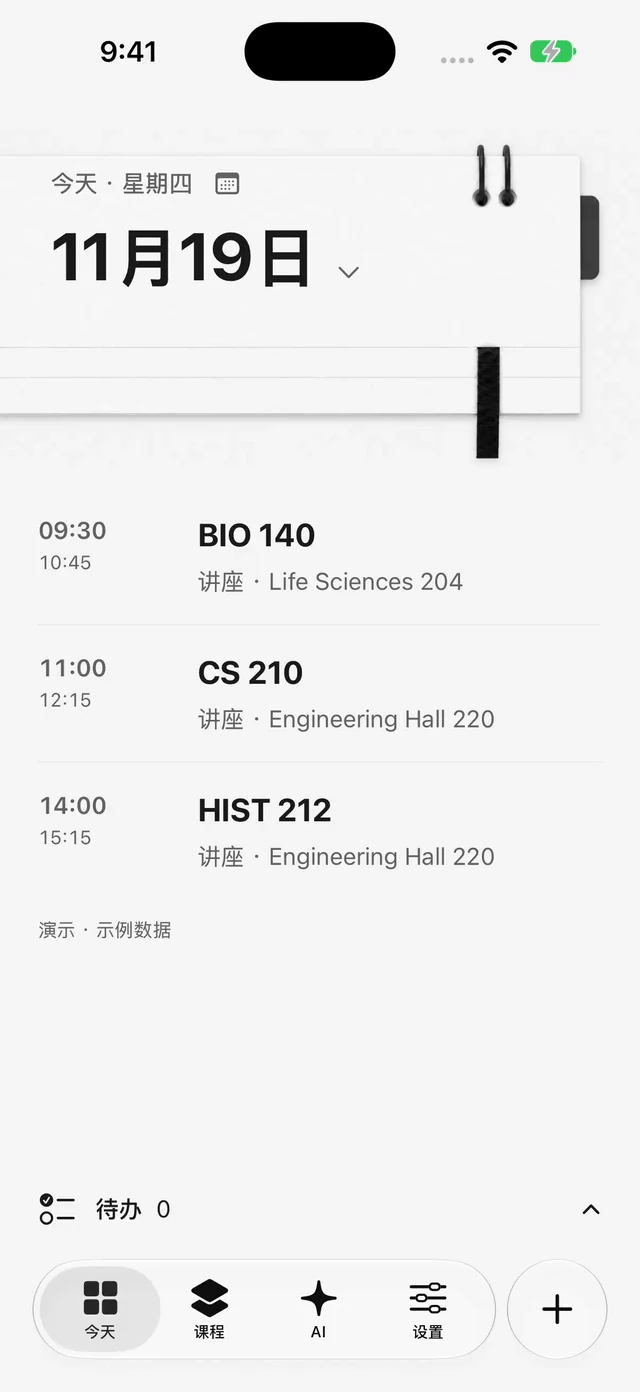 9:41
今天 · 星期四
11月19日
09:30
10:45
BIO 140
讲座 · Life Sciences 204
11:00
12:15
CS 210
讲座 · Engineering Hall 220
14:00
15:15
HIST 212
讲座 · Engineering Hall 220
演示 · 示例数据
待办 0
今天 课程 AI 设置